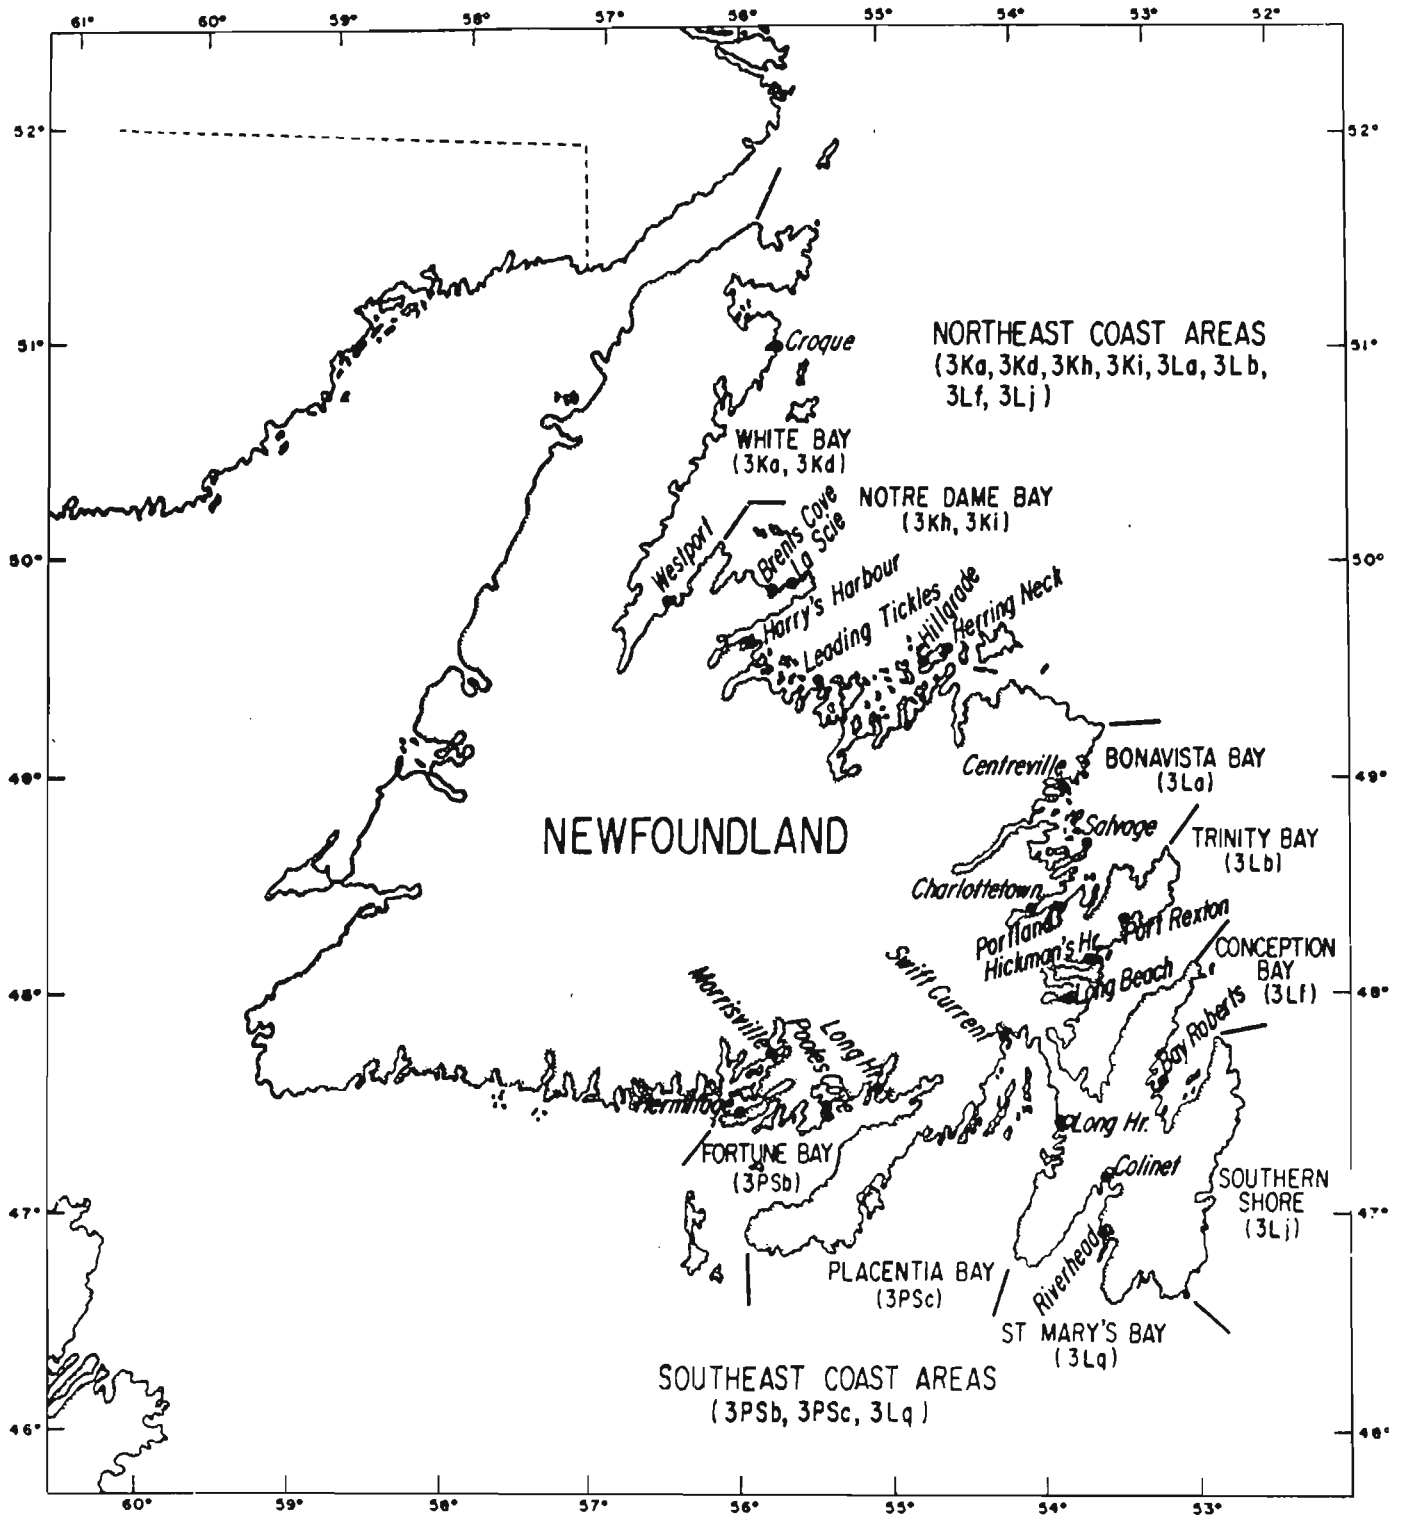 61° 60° 59° 58° 57° 56° 55° 54° 53° 52°
52° 52°
51° 51°
Croque
NORTHEAST COAST AREAS
(3Ka, 3Kd, 3Kh, 3Ki, 3La, 3Lb,
3Lf, 3Lj)
WHITE BAY
(3Ka, 3Kd)
NOTRE DAME BAY
(3Kh, 3Ki)
50° 50°
Westport
Brents Cove
La Scie
Harry's Harbour
Leading Tickles
Hillgrade
Herring Neck
49° 49°
Centreville
BONAVISTA BAY
(3La)
NEWFOUNDLAND
Salvage
TRINITY BAY
(3Lb)
Charlottetown
Portland
Port Rexton
Hickman's Hr.
CONCEPTION
BAY
(3Lf)
Long Beach
48° 48°
Swift Current
Morrisville
Pooles Cove
Long Hr.
Bay Roberts
Hermitage
Long Hr.
FORTUNE BAY
(3PSb)
Colinet
SOUTHERN
SHORE
(3Lj)
47° 47°
Riverhead
PLACENTIA BAY
(3PSc)
ST MARY'S BAY
(3Lq)
SOUTHEAST COAST AREAS
(3PSb, 3PSc, 3Lq)
46° 46°
60° 59° 58° 57° 56° 55° 54° 53°